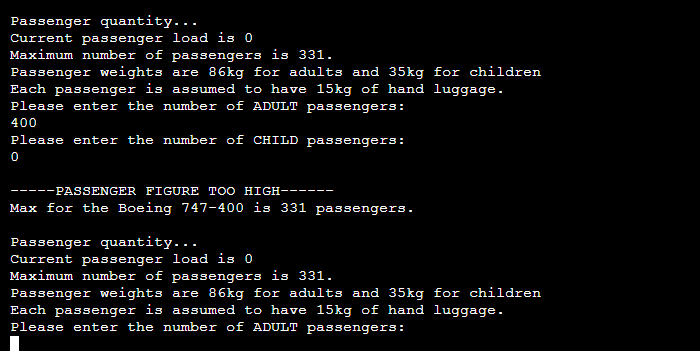 Passenger quantity...
Current passenger load is 0
Maximum number of passengers is 331.
Passenger weights are 86kg for adults and 35kg for children
Each passenger is assumed to have 15kg of hand luggage.
Please enter the number of ADULT passengers:
400
Please enter the number of CHILD passengers:
0
-----PASSENGER FIGURE TOO HIGH------
Max for the Boeing 747-400 is 331 passengers.
Passenger quantity...
Current passenger load is 0
Maximum number of passengers is 331.
Passenger weights are 86kg for adults and 35kg for children
Each passenger is assumed to have 15kg of hand luggage.
Please enter the number of ADULT passengers: